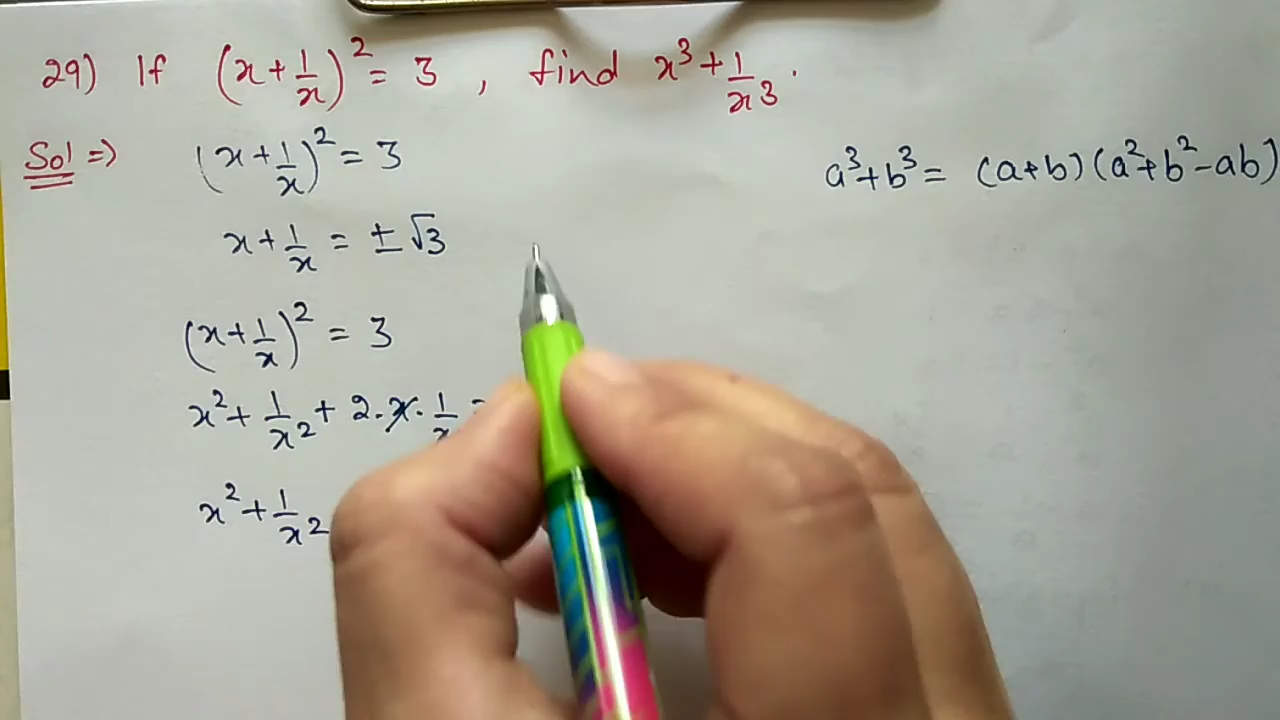 29) If (x+1/x)² = 3, find x³+1/x³.
Sol ⇒ (x+1/x)² = 3
a³+b³ = (a+b)(a²+b²-ab)
x+1/x = ±√3
(x+1/x)² = 3
x²+1/x²+2·x·1/x
x²+1/x²